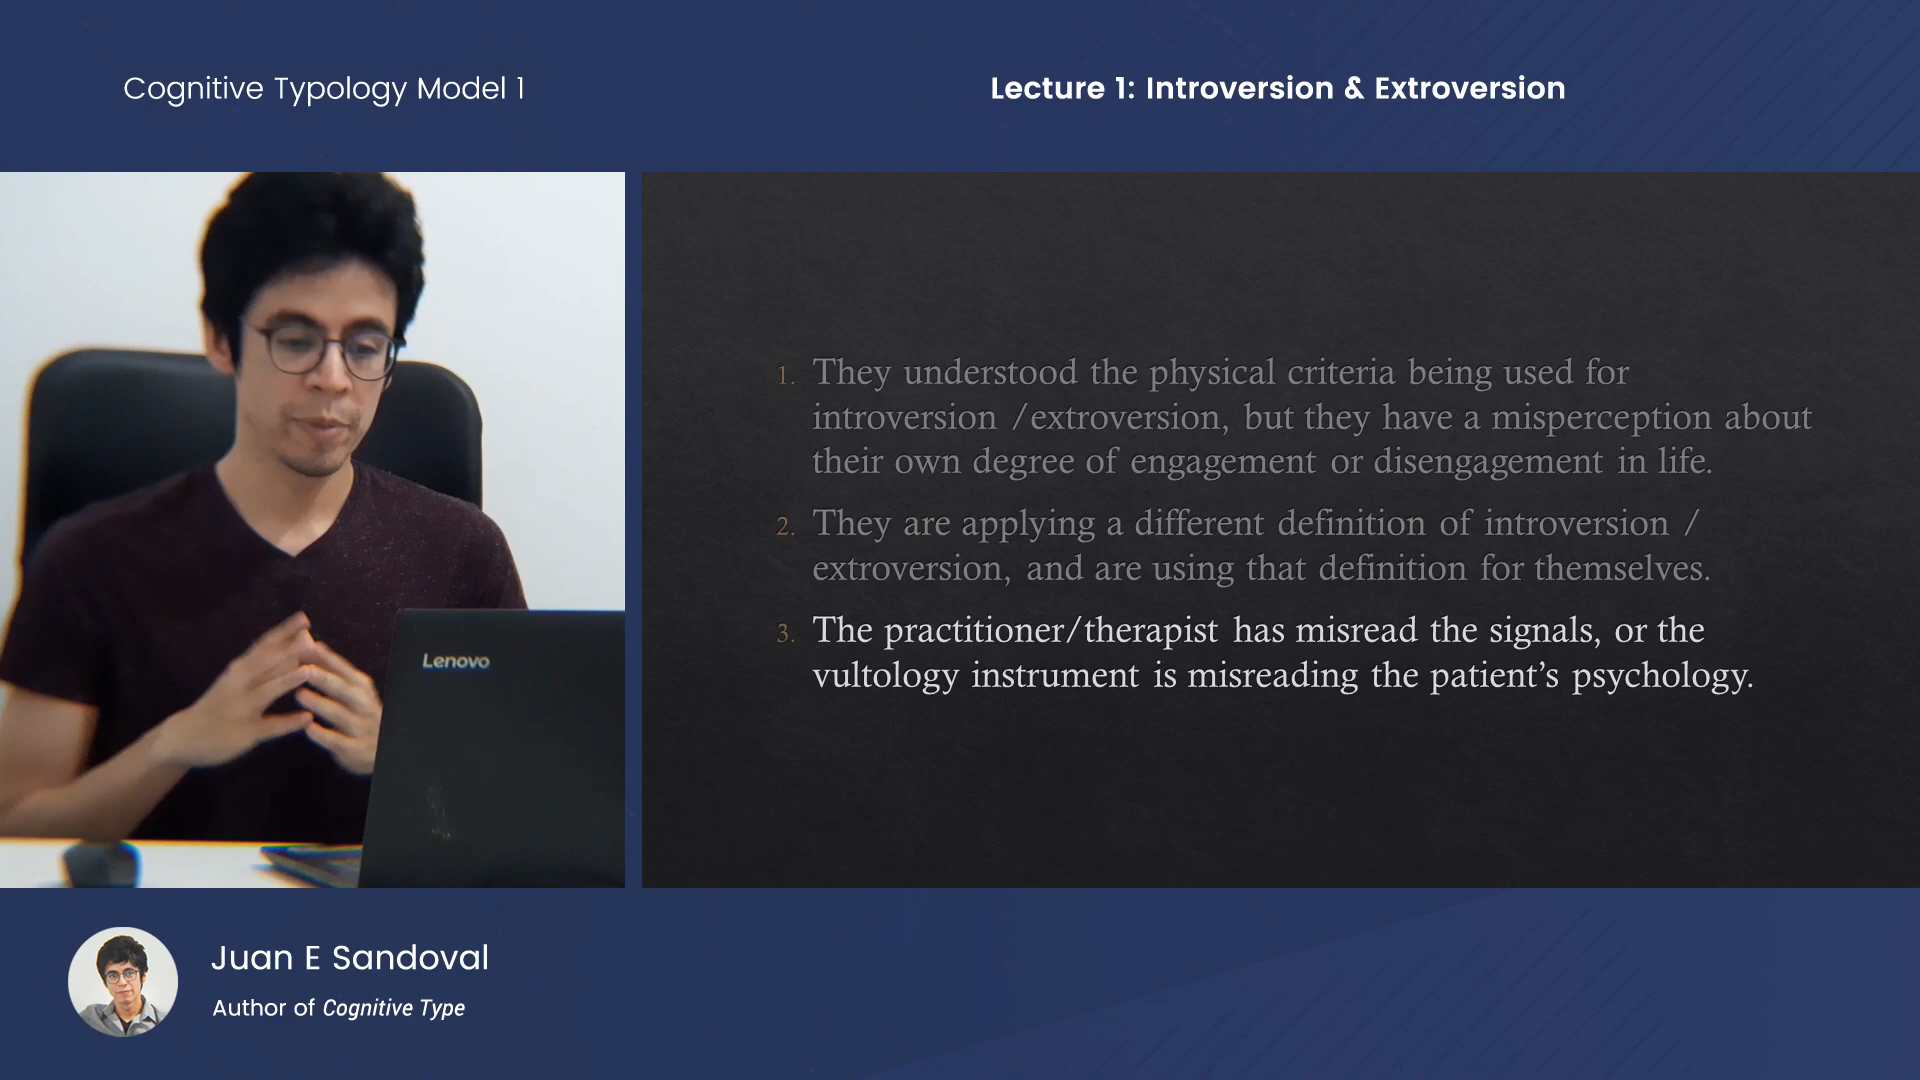 Cognitive Typology Model 1
Lecture 1: Introversion & Extroversion
1. They understood the physical criteria being used for
introversion /extroversion, but they have a misperception about
their own degree of engagement or disengagement in life.
2. They are applying a different definition of introversion /
extroversion, and are using that definition for themselves.
3. The practitioner/therapist has misread the signals, or the
vultology instrument is misreading the patient’s psychology.
Lenovo
Juan E Sandoval
Author of Cognitive Type